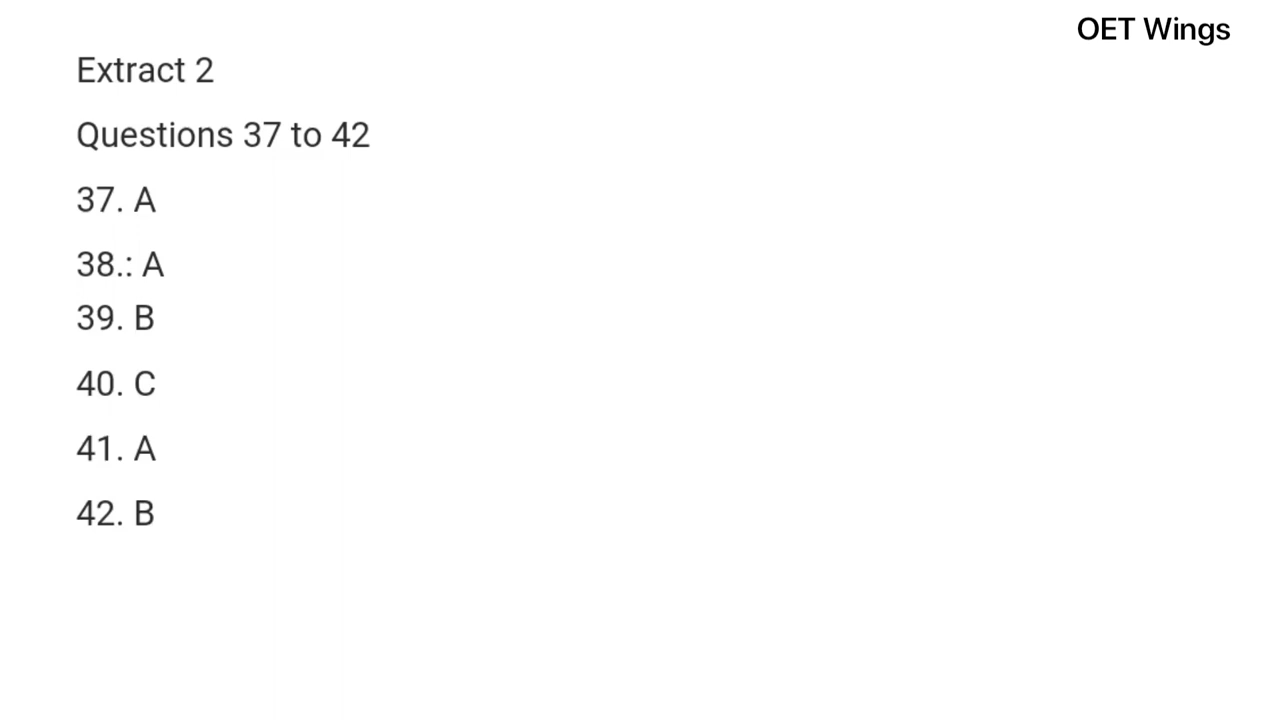 OET Wings
Extract 2
Questions 37 to 42
37. A
38.: A
39. B
40. C
41. A
42. B